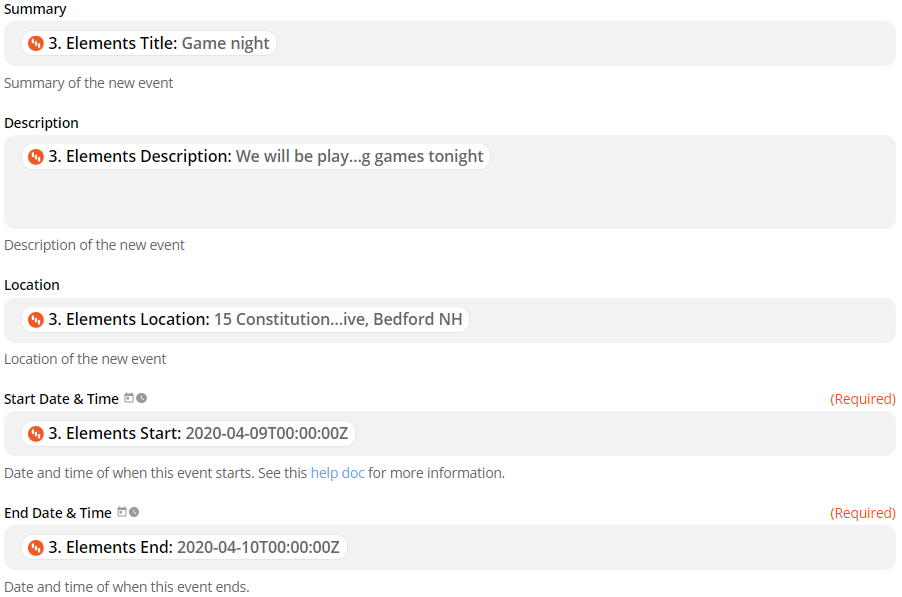 Summary
3. Elements Title: Game night
Summary of the new event
Description
3. Elements Description: We will be play...g games tonight
Description of the new event
Location
3. Elements Location: 15 Constitution...ive, Bedford NH
Location of the new event
Start Date & Time (Required)
3. Elements Start: 2020-04-09T00:00:00Z
Date and time of when this event starts. See this help doc for more information.
End Date & Time (Required)
3. Elements End: 2020-04-10T00:00:00Z
Date and time of when this event ends.